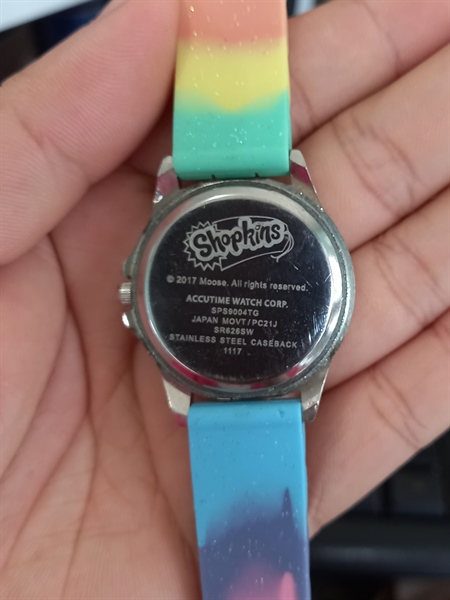 Shopkins
© 2017 Moose. All rights reserved.
ACCUTIME WATCH CORP.
SPS9004TG
JAPAN MOVT/PC21J
SR626SW
STAINLESS STEEL CASEBACK
1117